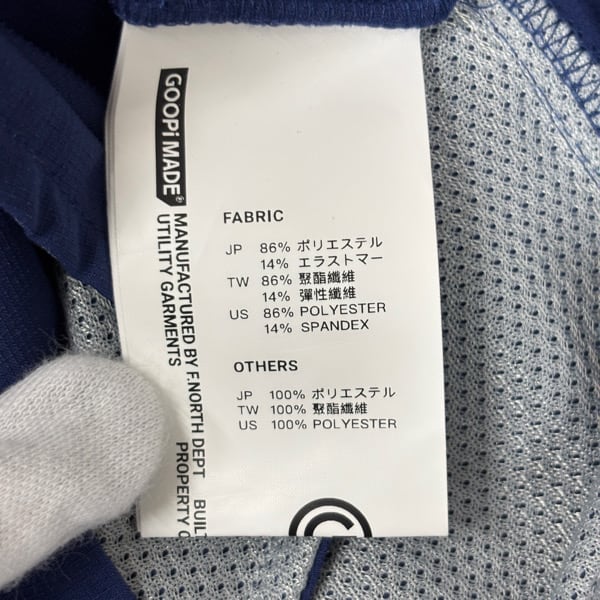 GOOPiMADE®
MANUFACTURED BY F.NORTH DEPT
UTILITY GARMENTS
PROPERTY
FABRIC
JP 86% ポリエステル
14% エラストマー
TW 86% 聚酯纖維
14% 彈性纖維
US 86% POLYESTER
14% SPANDEX
OTHERS
JP 100% ポリエステル
TW 100% 聚酯纖維
US 100% POLYESTER